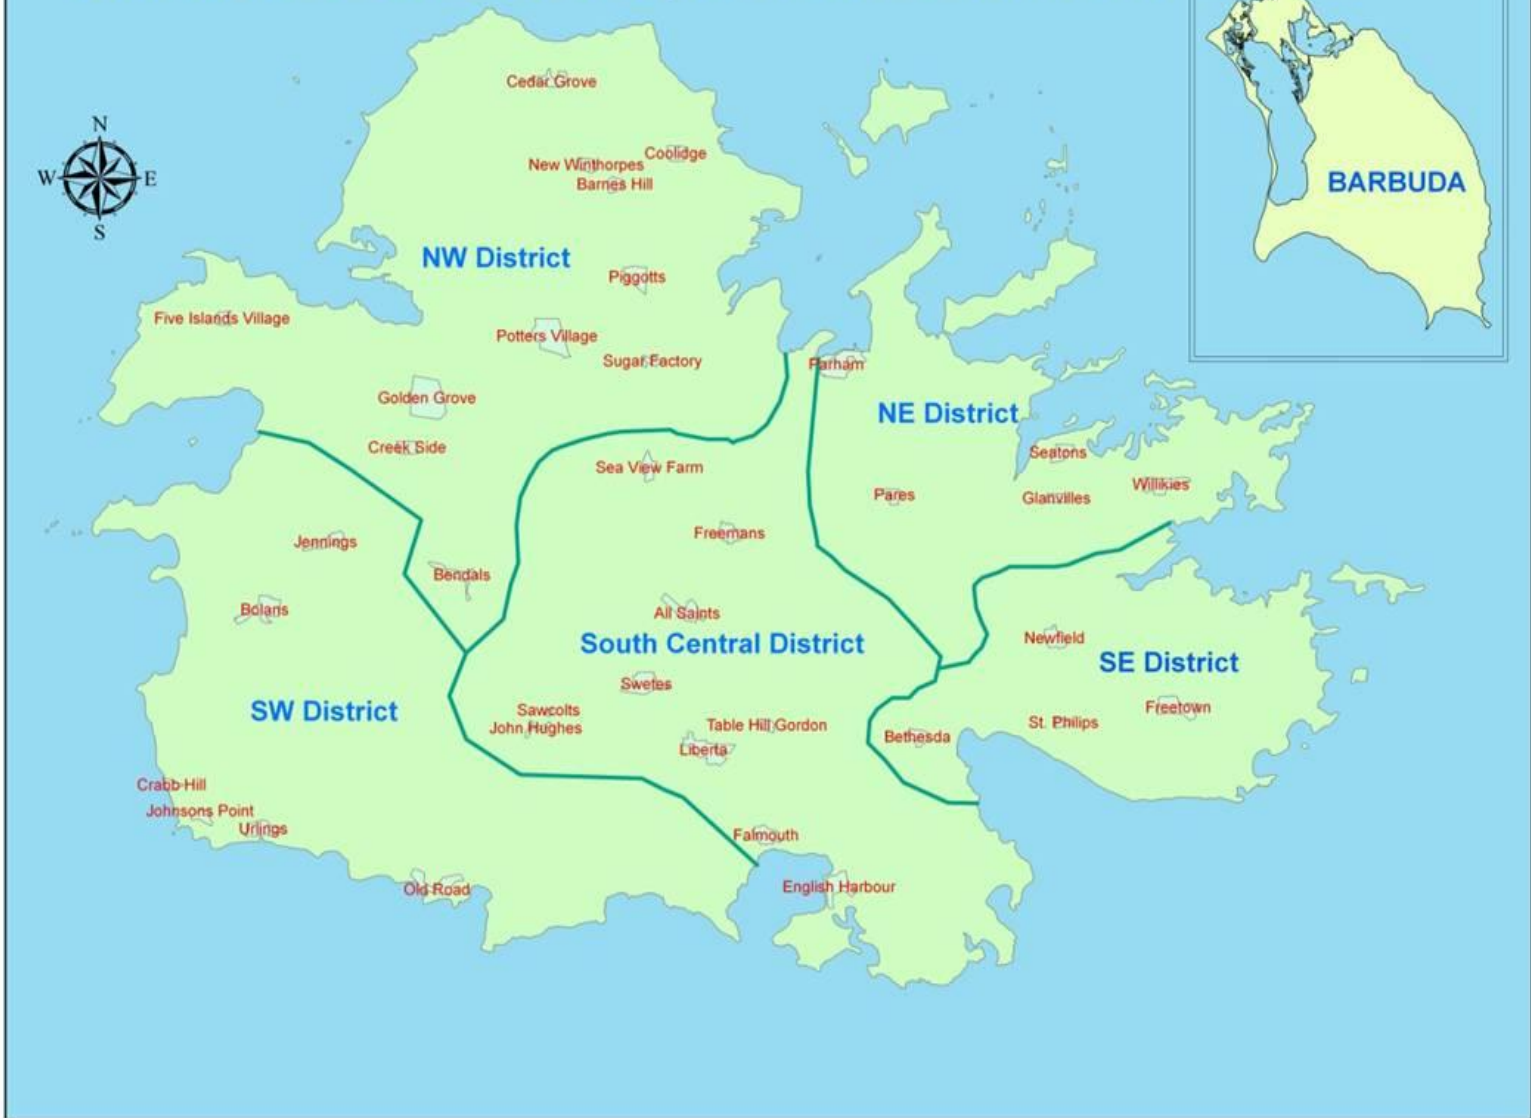 Cedar Grove
N
W
E
S
Coolidge
New Winthorpes
Barnes Hill
BARBUDA
NW District
Piggotts
Five Islands Village
Potters Village
Sugar Factory
Parham
Golden Grove
NE District
Creek Side
Seatons
Sea View Farm
Willikies
Pares
Glanvilles
Freemans
Jennings
Bendals
Bolans
All Saints
South Central District
Newfield
SE District
Swetes
SW District
Sawcolts
John Hughes
Table Hill Gordon
Freetown
St. Philips
Bethesda
Liberta
Crabb Hill
Johnsons Point
Urlings
Falmouth
Old Road
English Harbour